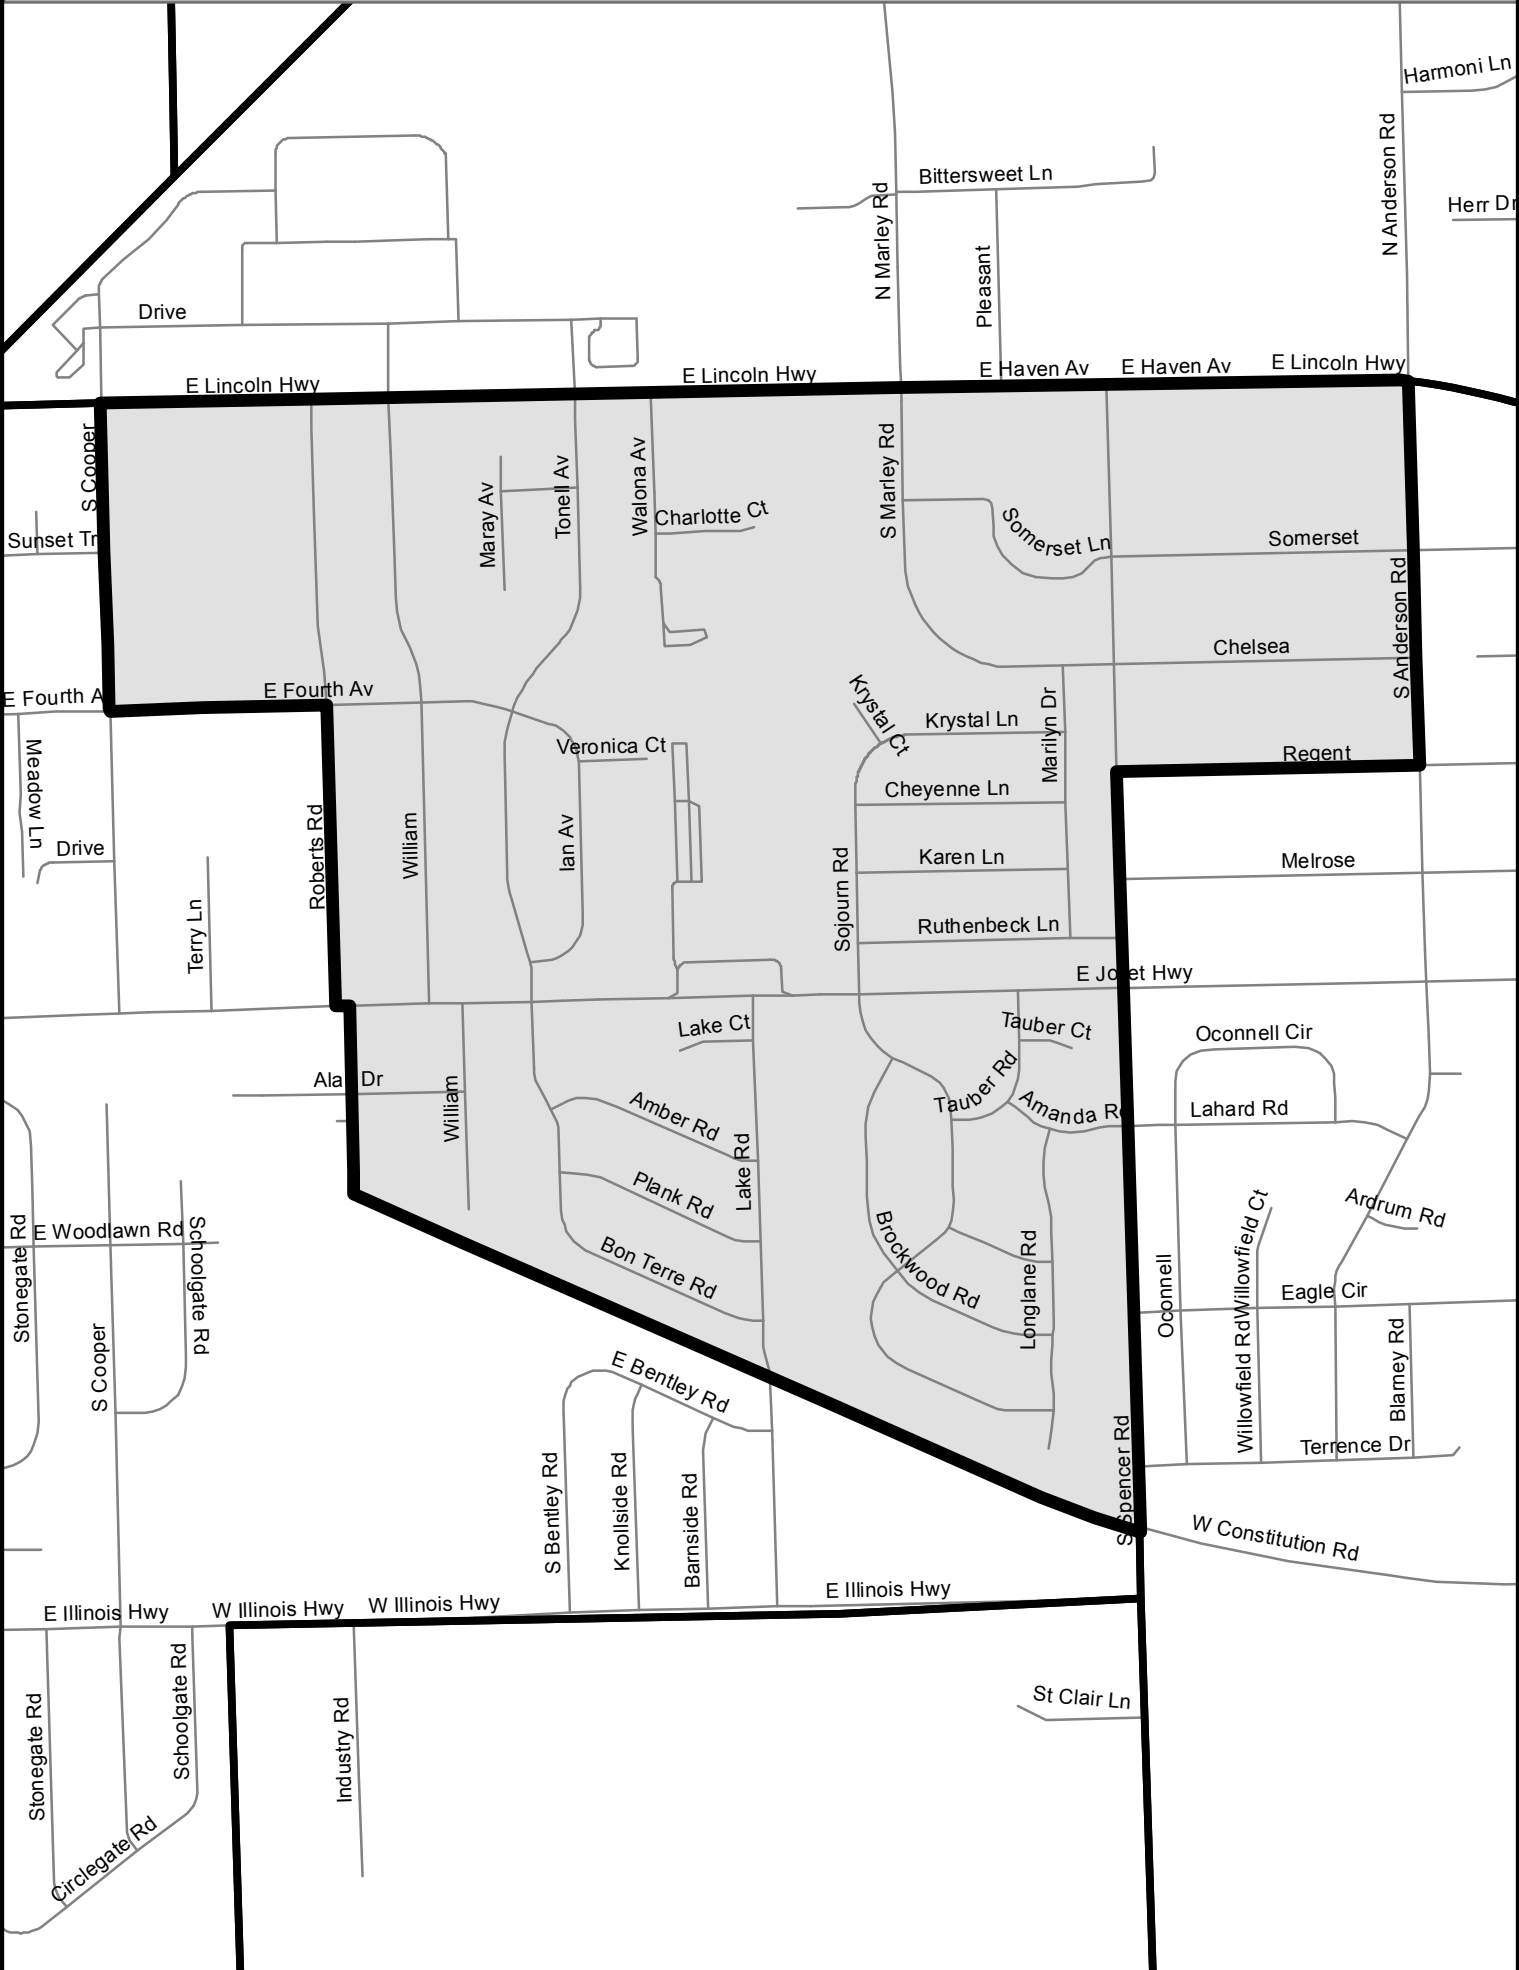 Harmoni Ln
N Anderson Rd
Bittersweet Ln
Herr Dr
N Marley Rd
Pleasant
Drive
E Lincoln Hwy
E Lincoln Hwy
E Haven Av
E Haven Av
E Lincoln Hwy
S Cooper
Sunset Tr
Maray Av
Tonell Av
Walona Av
Charlotte Ct
S Marley Rd
Somerset Ln
Somerset
S Anderson Rd
Chelsea
E Fourth A
E Fourth Av
Krystal Ct
Krystal Ln
Marilyn Dr
Veronica Ct
Regent
Meadow Ln
Drive
Terry Ln
Roberts Rd
William
Ian Av
Cheyenne Ln
Karen Ln
Sojourn Rd
Ruthenbeck Ln
Melrose
E Jo et Hwy
Lake Ct
Tauber Ct
Oconnell Cir
Ala Dr
William
Amber Rd
Tauber Rd
Amanda Rd
Lahard Rd
Lake Rd
Plank Rd
Bon Terre Rd
Brockwood Rd
Longlane Rd
Ardrum Rd
Willowfield Ct
Stonegate Rd
E Woodlawn Rd
Schoolgate Rd
S Cooper
Oconnell
Willowfield Rd
Eagle Cir
Blarney Rd
Terrence Dr
E Bentley Rd
S Bentley Rd
Knollside Rd
Barnside Rd
S Spencer Rd
W Constitution Rd
E Illinois Hwy
W Illinois Hwy
W Illinois Hwy
E Illinois Hwy
Stonegate Rd
Schoolgate Rd
Industry Rd
St Clair Ln
Circlegate Rd